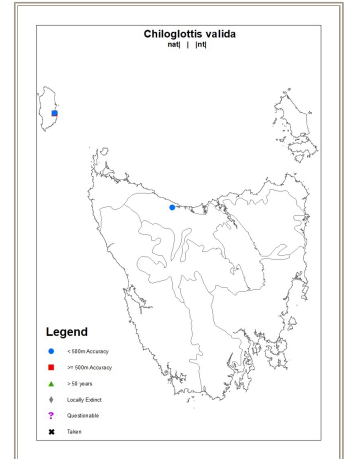 Chiloglottis valida
nat| | |nt|
Legend
< 500m Accuracy
>= 500m Accuracy
> 50 years
Locally Extinct
? Questionable
Taken